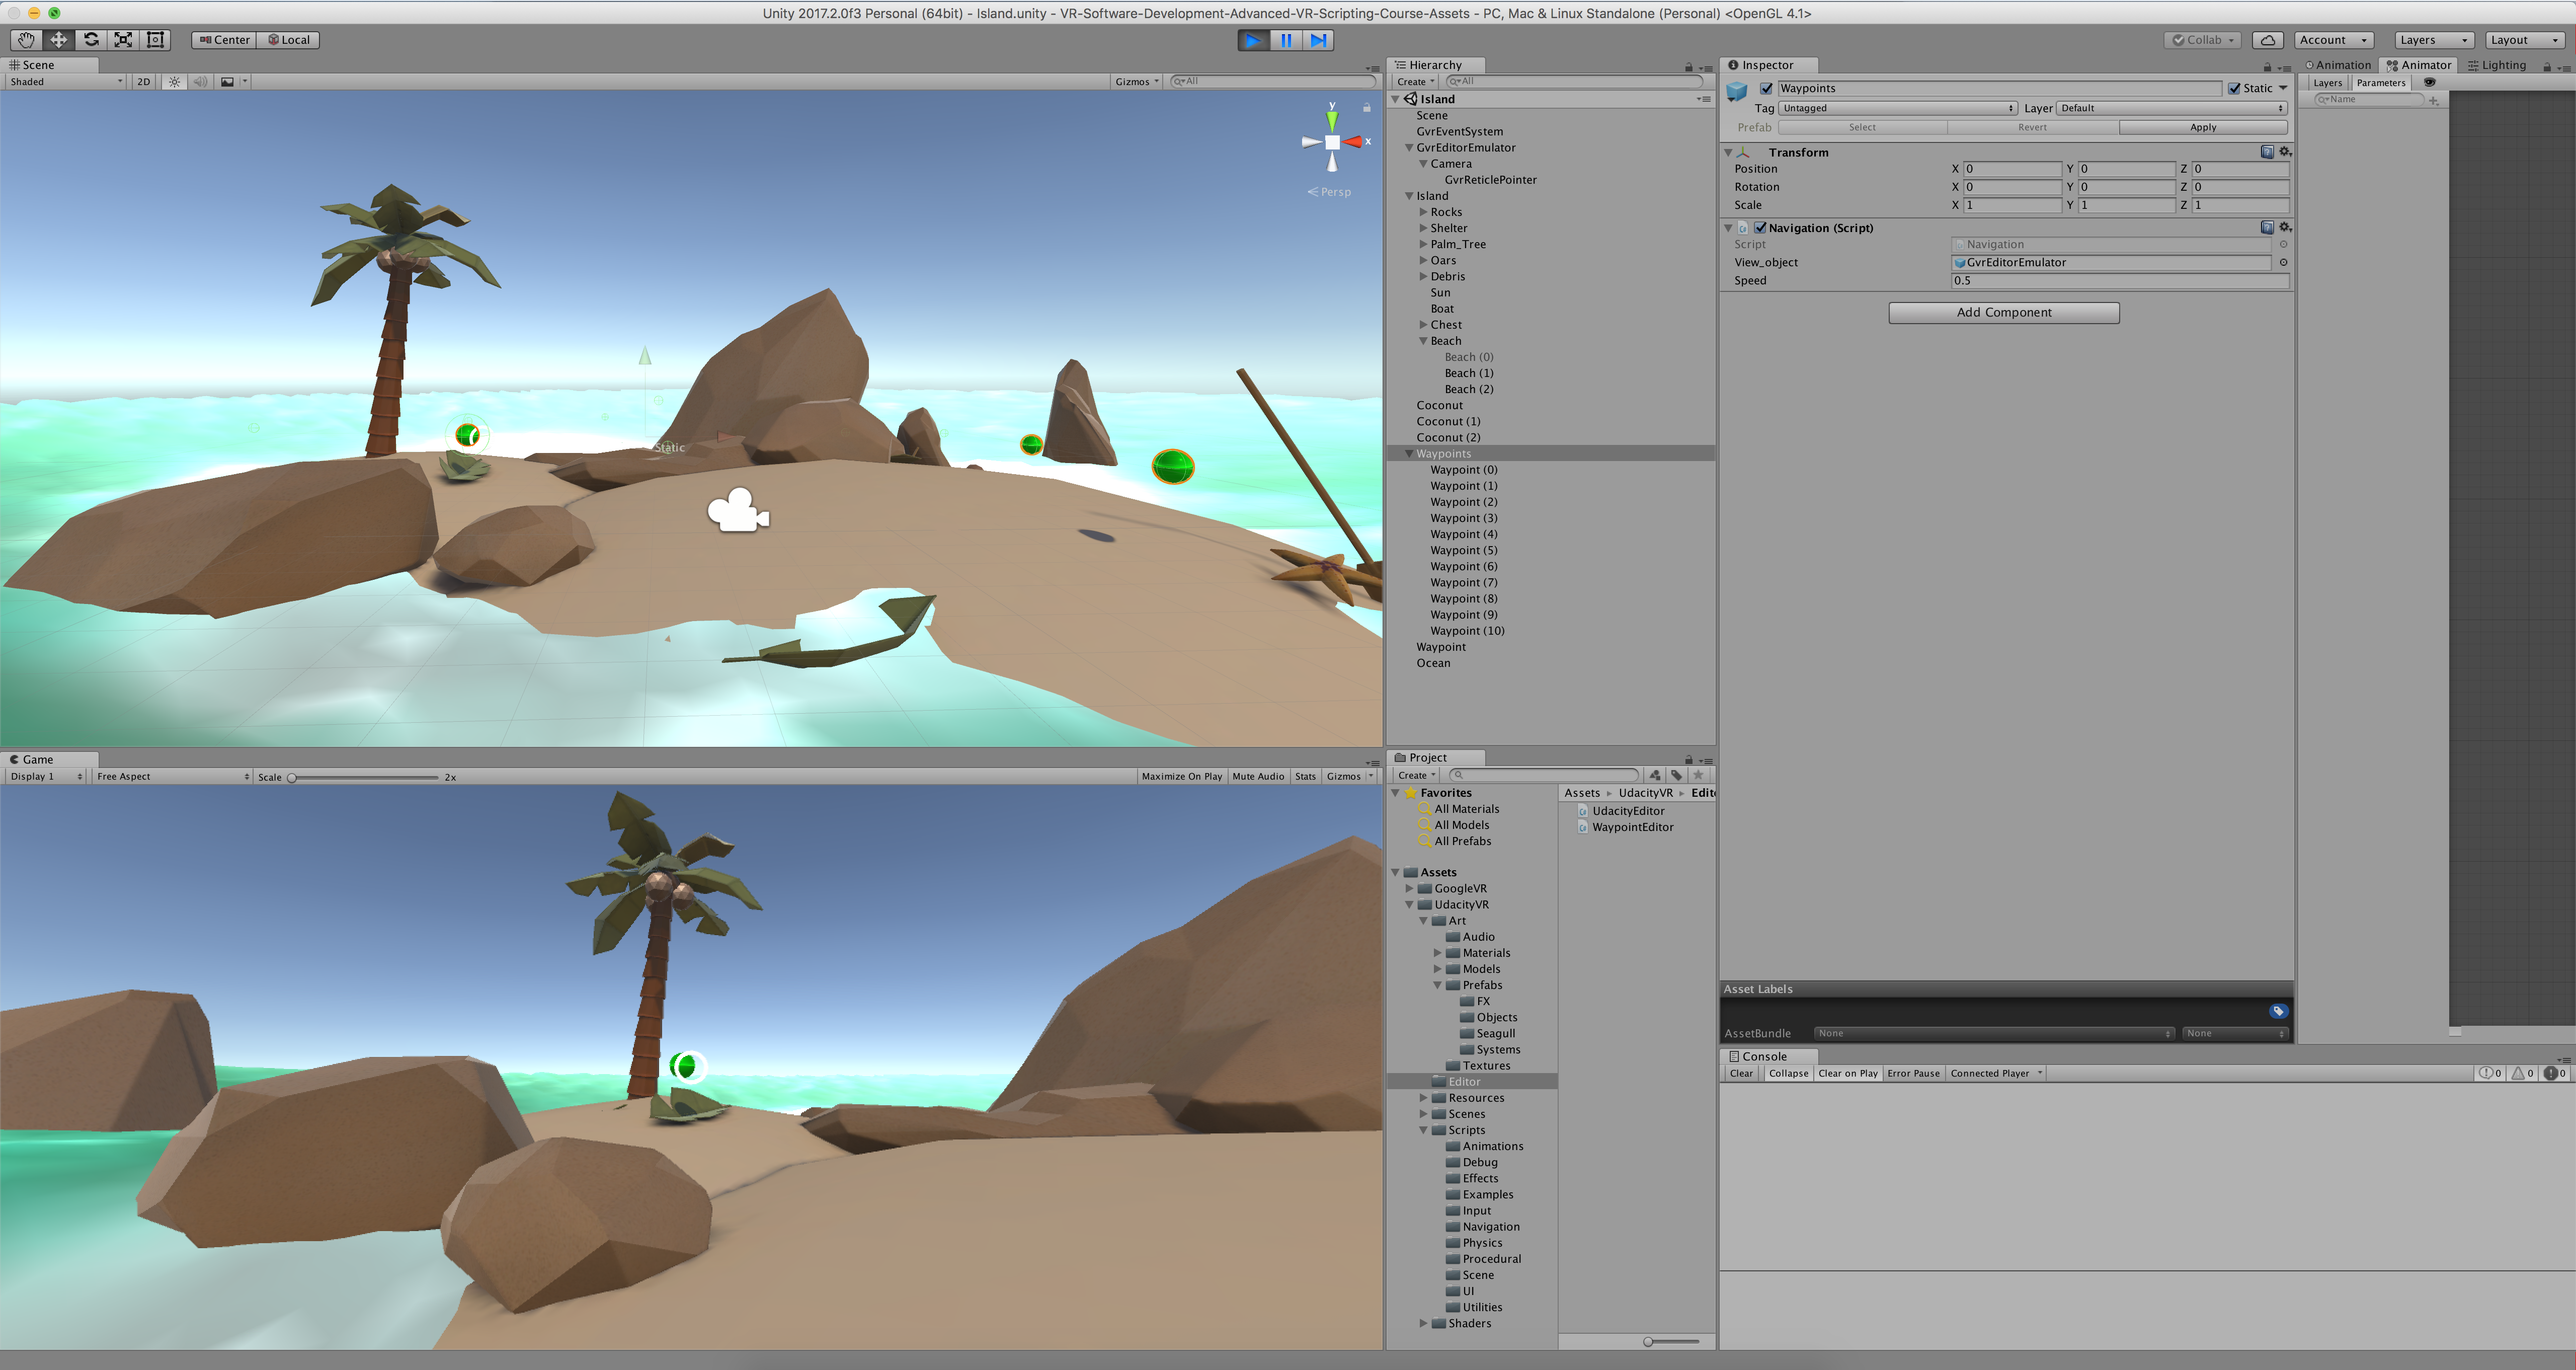 Unity 2017.2.0f3 Personal (64bit) - Island.unity - VR-Software-Development-Advanced-VR-Scripting-Course-Assets - PC, Mac & Linux Standalone (Personal) <OpenGL 4.1>
Center Local Collab Account Layers Layout
Scene
Shaded 2D Gizmos All
y
x
Persp
Static
Game
Display 1 Free Aspect Scale 2x Maximize On Play Mute Audio Stats Gizmos
Hierarchy
Create All
Island
Scene
GvrEventSystem
GvrEditorEmulator
Camera
GvrReticlePointer
Island
Rocks
Shelter
Palm_Tree
Oars
Debris
Sun
Boat
Chest
Beach
Beach (0)
Beach (1)
Beach (2)
Coconut
Coconut (1)
Coconut (2)
Waypoints
Waypoint (0)
Waypoint (1)
Waypoint (2)
Waypoint (3)
Waypoint (4)
Waypoint (5)
Waypoint (6)
Waypoint (7)
Waypoint (8)
Waypoint (9)
Waypoint (10)
Waypoint
Ocean
Project
Create
Favorites
All Materials
All Models
All Prefabs
Assets
GoogleVR
UdacityVR
Art
Audio
Materials
Models
Prefabs
FX
Objects
Seagull
Systems
Textures
Editor
Resources
Scenes
Scripts
Animations
Debug
Effects
Examples
Input
Navigation
Physics
Procedural
Scene
UI
Utilities
Shaders
Assets UdacityVR Edit
UdacityEditor
WaypointEditor
Inspector
Waypoints Static
Tag Untagged Layer Default
Prefab Select Revert Apply
Transform
Position X 0 Y 0 Z 0
Rotation X 0 Y 0 Z 0
Scale X 1 Y 1 Z 1
Navigation (Script)
Script Navigation
View_object GvrEditorEmulator
Speed 0.5
Add Component
Asset Labels
AssetBundle None None
Animation Animator Lighting
Layers Parameters
Name
Console
Clear Collapse Clear on Play Error Pause Connected Player 0 0 0